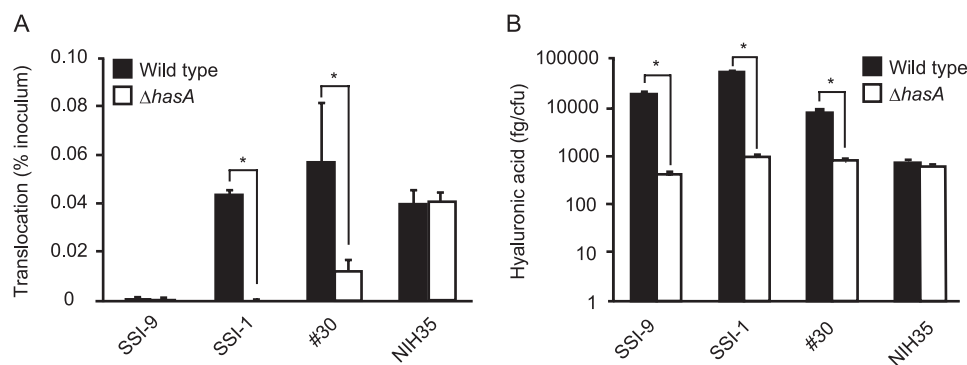 A
Translocation (% inoculum)
0.10
0.08
0.06
0.04
0.02
0
Wild type
ΔhasA
*
*
SSI-9
SSI-1
#30
NIH35
B
Hyaluronic acid (fg/cfu)
100000
10000
1000
100
10
1
Wild type
ΔhasA
*
*
*
SSI-9
SSI-1
#30
NIH35